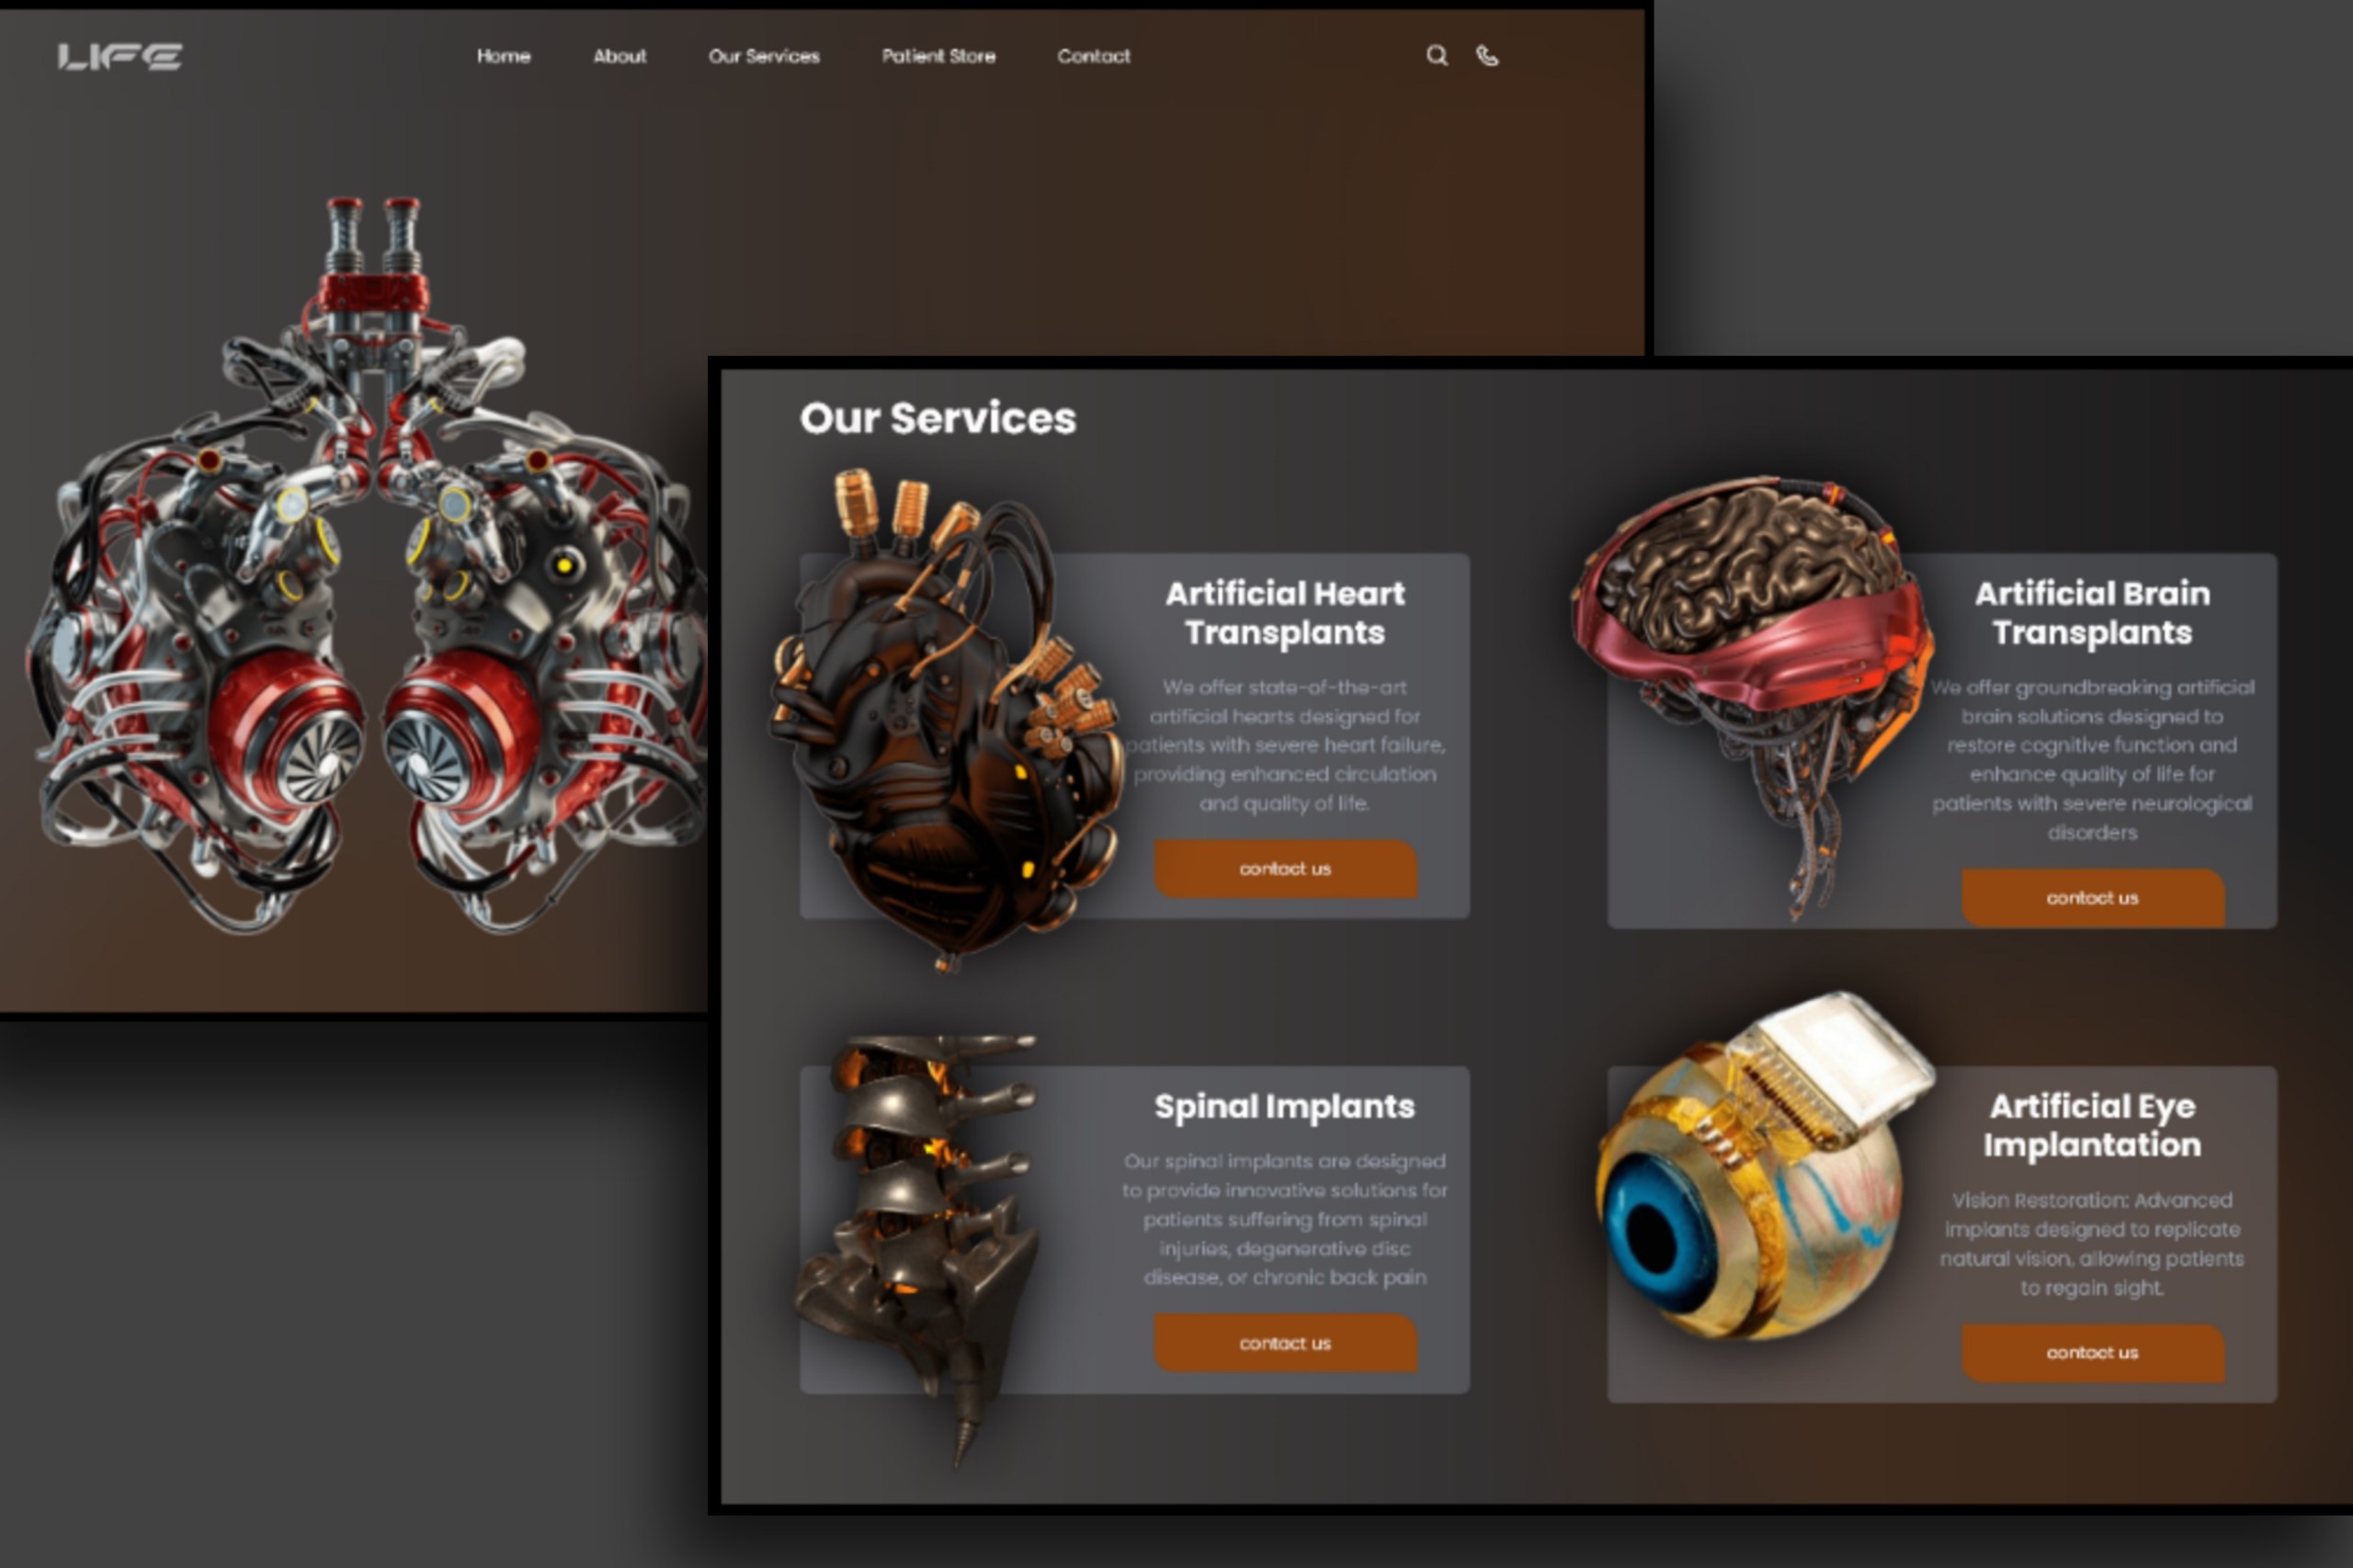 LIFE
Home About Our Services Patient Store Contact
Our Services
Artificial Heart
Transplants
We offer state-of-the-art
artificial hearts designed for
patients with severe heart failure,
providing enhanced circulation
and quality of life.
contact us
Artificial Brain
Transplants
We offer groundbreaking artificial
brain solutions designed to
restore cognitive function and
enhance quality of life for
patients with severe neurological
disorders
contact us
Spinal Implants
Our spinal implants are designed
to provide innovative solutions for
patients suffering from spinal
injuries, degenerative disc
disease, or chronic back pain
contact us
Artificial Eye
Implantation
Vision Restoration: Advanced
implants designed to replicate
natural vision, allowing patients
to regain sight.
contact us